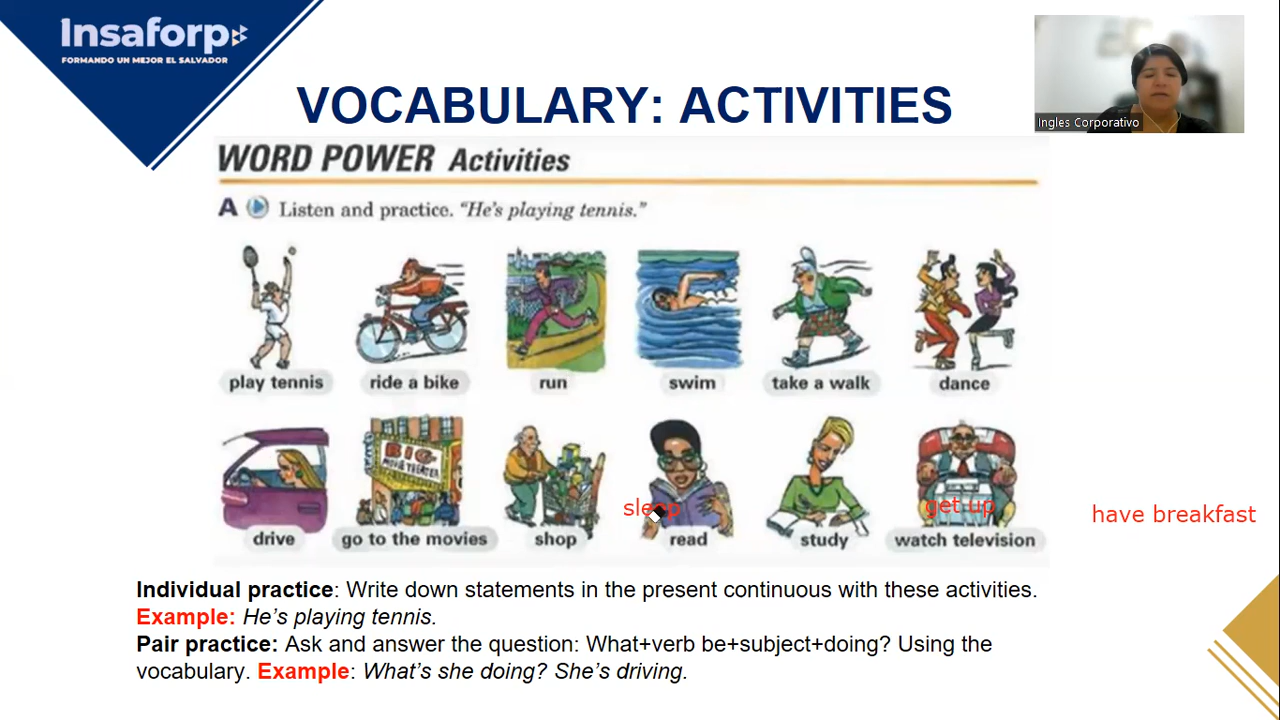 Insaforp
FORMANDO UN MEJOR EL SALVADOR
Ingles Corporativo
VOCABULARY: ACTIVITIES
WORD POWER Activities
A Listen and practice. "He's playing tennis."
play tennis ride a bike run swim take a walk dance
BIG
MOVIE THEATER
sleep get up have breakfast
drive go to the movies shop read study watch television
Individual practice: Write down statements in the present continuous with these activities.
Example: He's playing tennis.
Pair practice: Ask and answer the question: What+verb be+subject+doing? Using the
vocabulary. Example: What's she doing? She's driving.